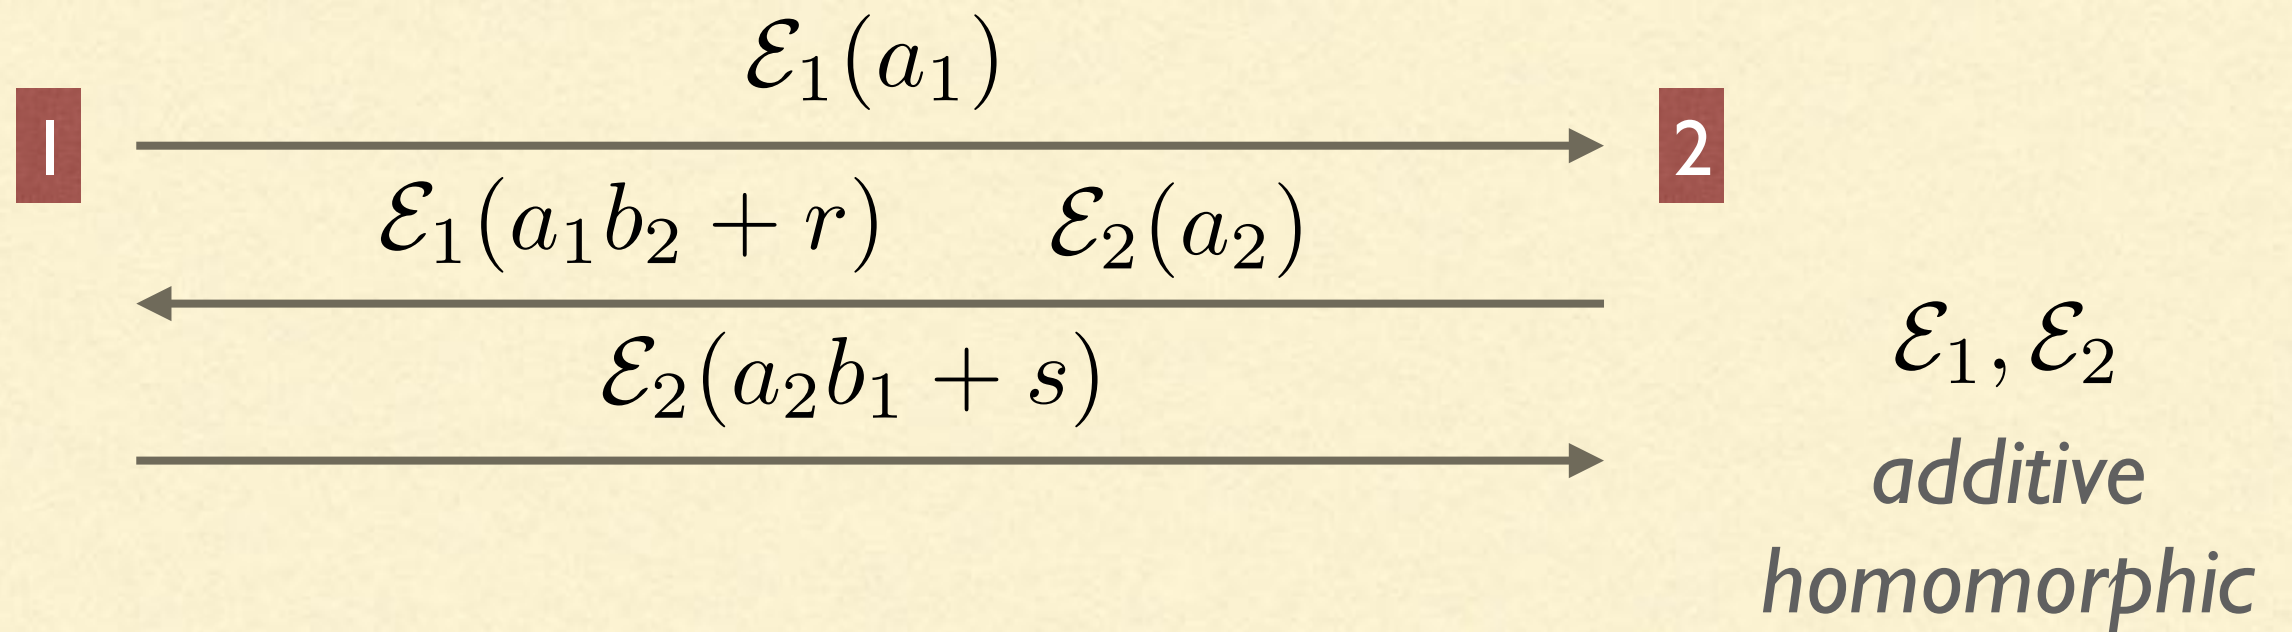 ℰ₁(a₁)
1 2
ℰ₁(a₁b₂ + r) ℰ₂(a₂)
ℰ₂(a₂b₁ + s)
ℰ₁, ℰ₂
additive
homomorphic